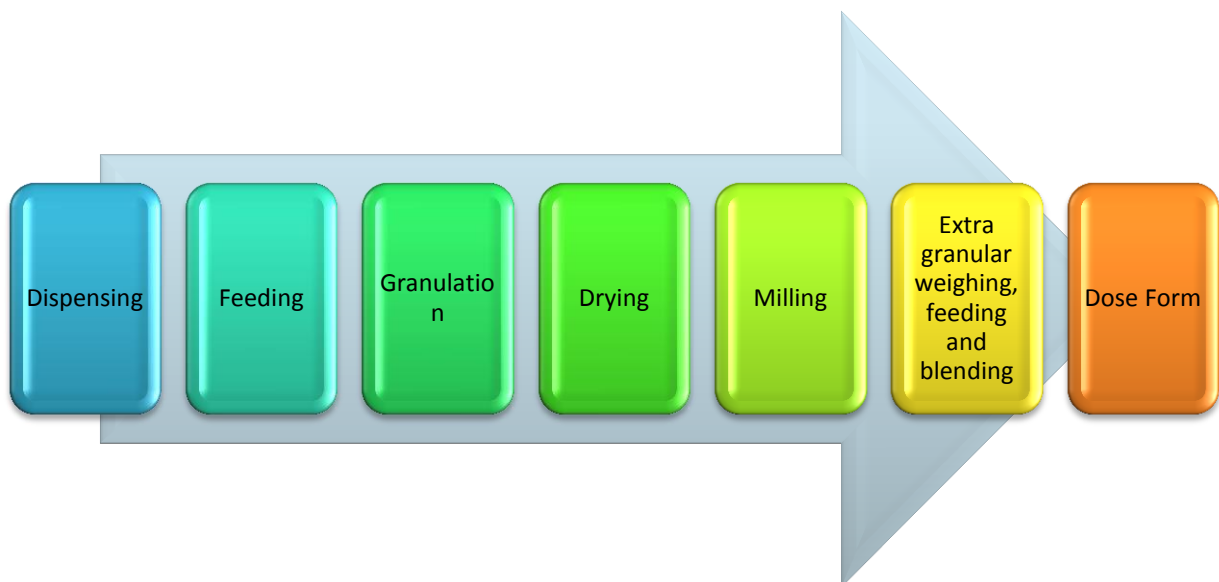 Dispensing
Feeding
Granulatio
n
Drying
Milling
Extra
granular
weighing,
feeding
and
blending
Dose Form